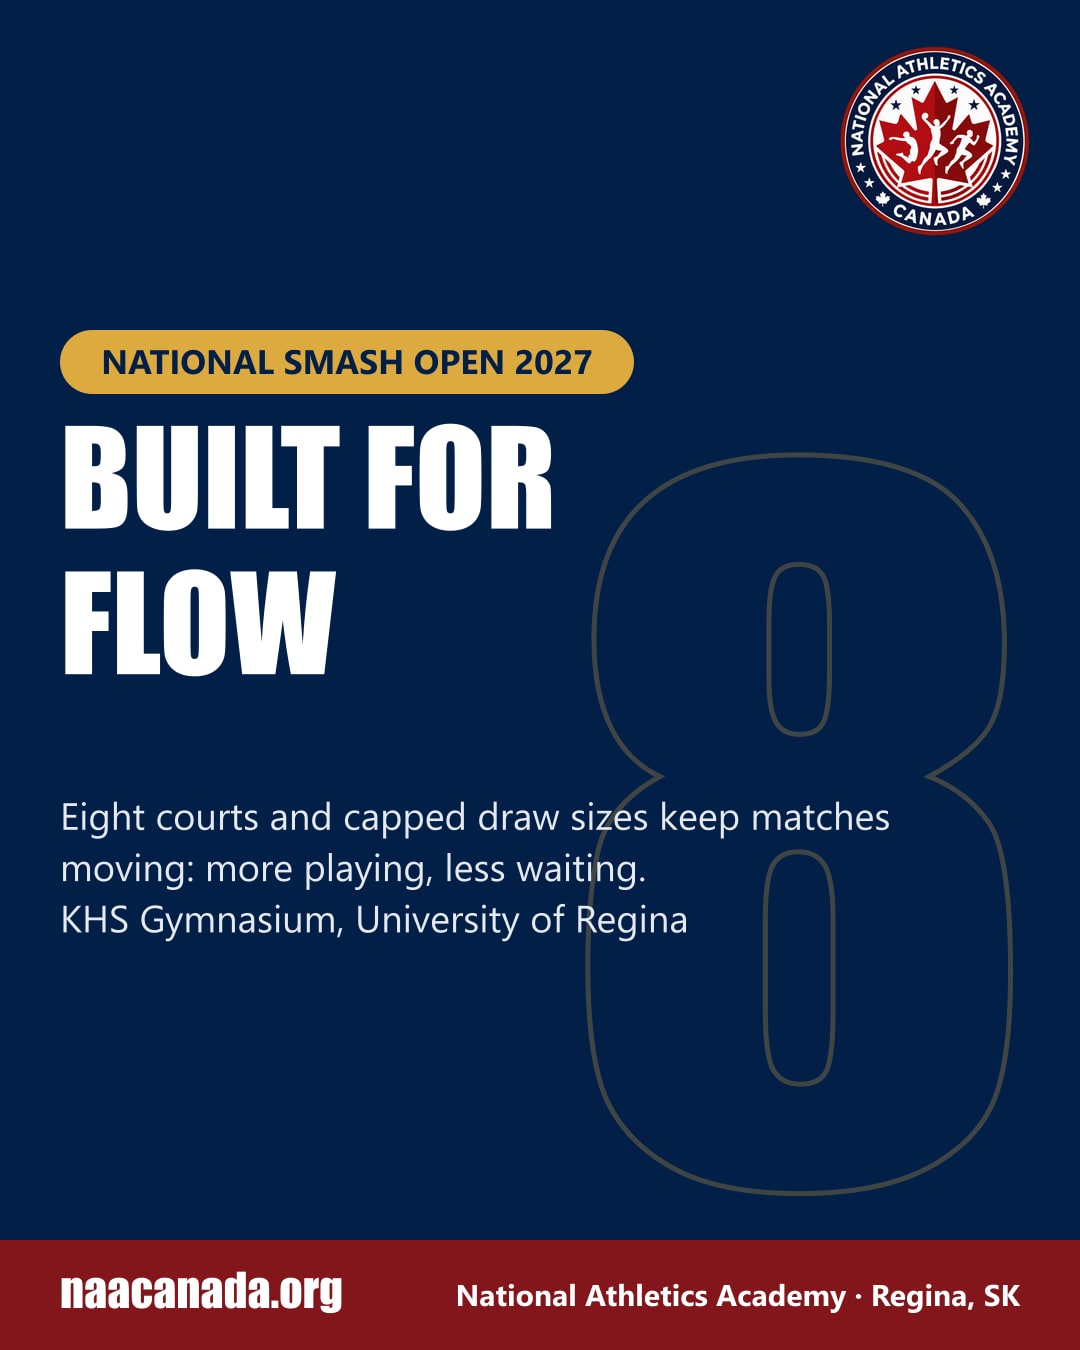 NATIONAL ATHLETICS ACADEMY
CANADA
NATIONAL SMASH OPEN 2027
BUILT FOR
FLOW
8
Eight courts and capped draw sizes keep matches
moving: more playing, less waiting.
KHS Gymnasium, University of Regina
naacanada.org
National Athletics Academy · Regina, SK